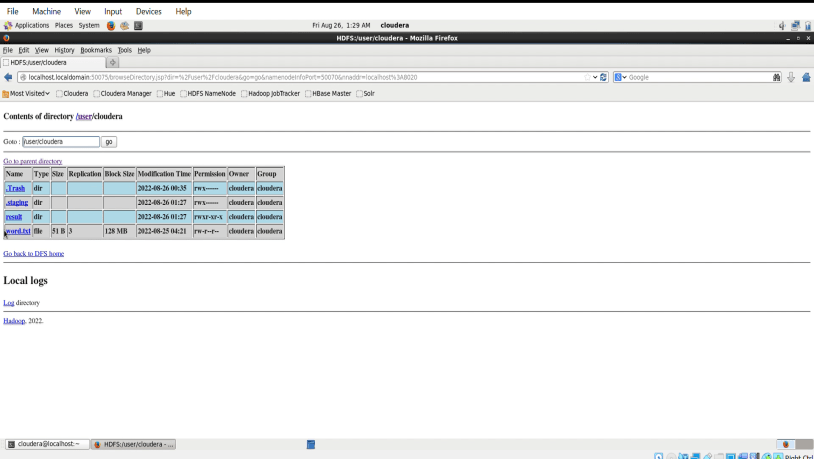 File Machine View Input Devices Help
Applications Places System Fri Aug 26, 1:29 AM cloudera
HDFS:/user/cloudera - Mozilla Firefox
File Edit View History Bookmarks Tools Help
HDFS:/user/cloudera
localhost.localdomain:50075/browseDirectory.jsp?dir=%2Fuser%2Fcloudera&go=go&namenodeInfoPort=50070&nnaddr=localhost%3A8020 Google
Most Visited Cloudera Cloudera Manager Hue HDFS NameNode Hadoop JobTracker HBase Master Solr
Contents of directory /user/cloudera
Goto : /user/cloudera go
Go to parent directory
Name Type Size Replication Block Size Modification Time Permission Owner Group
.Trash dir 2022-08-26 00:35 rwx------ cloudera cloudera
.staging dir 2022-08-26 01:27 rwx------ cloudera cloudera
result dir 2022-08-26 01:27 rwxr-xr-x cloudera cloudera
word.txt file 51 B 3 128 MB 2022-08-25 04:21 rw-r--r-- cloudera cloudera
Go back to DFS home
Local logs
Log directory
Hadoop, 2022.
cloudera@localhost:~ HDFS:/user/cloudera - ...
Right Ctrl